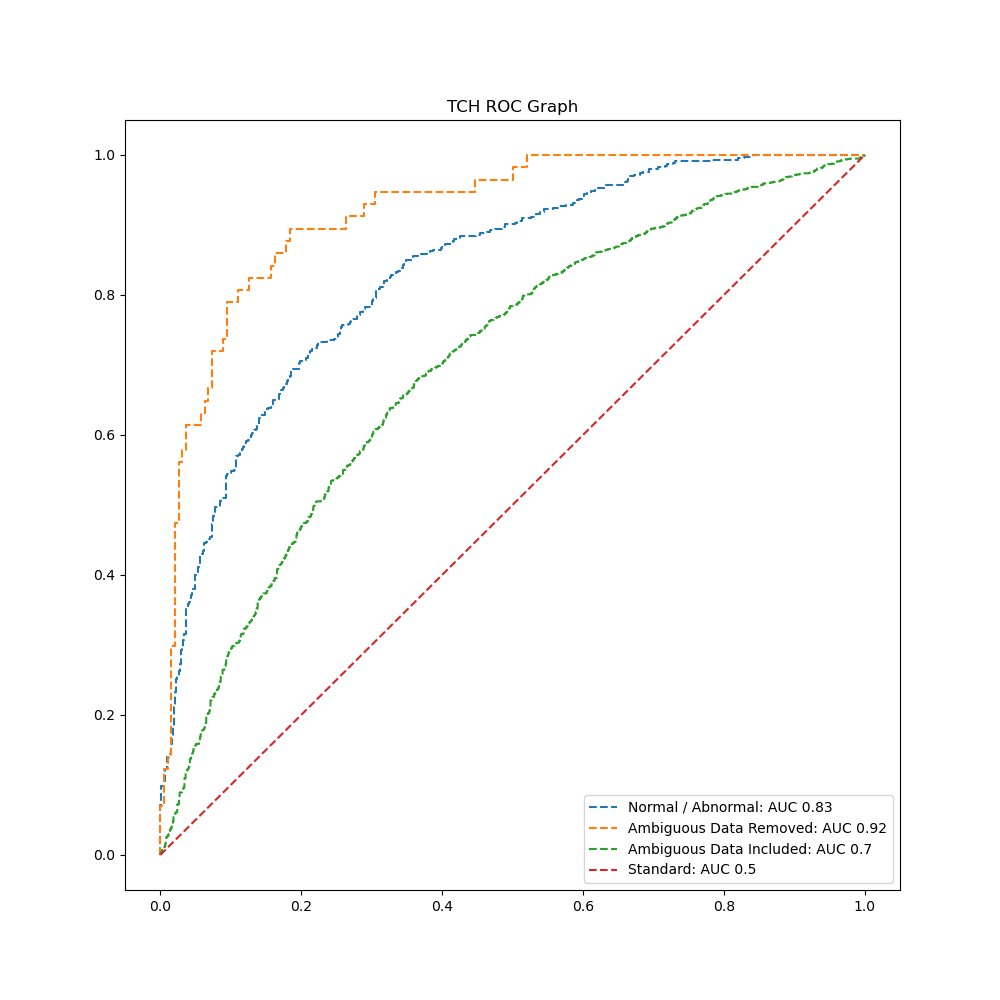 TCH ROC Graph
1.0
0.8
0.6
0.4
0.2
0.0
Normal / Abnormal: AUC 0.83
Ambiguous Data Removed: AUC 0.92
Ambiguous Data Included: AUC 0.7
Standard: AUC 0.5
0.0 0.2 0.4 0.6 0.8 1.0